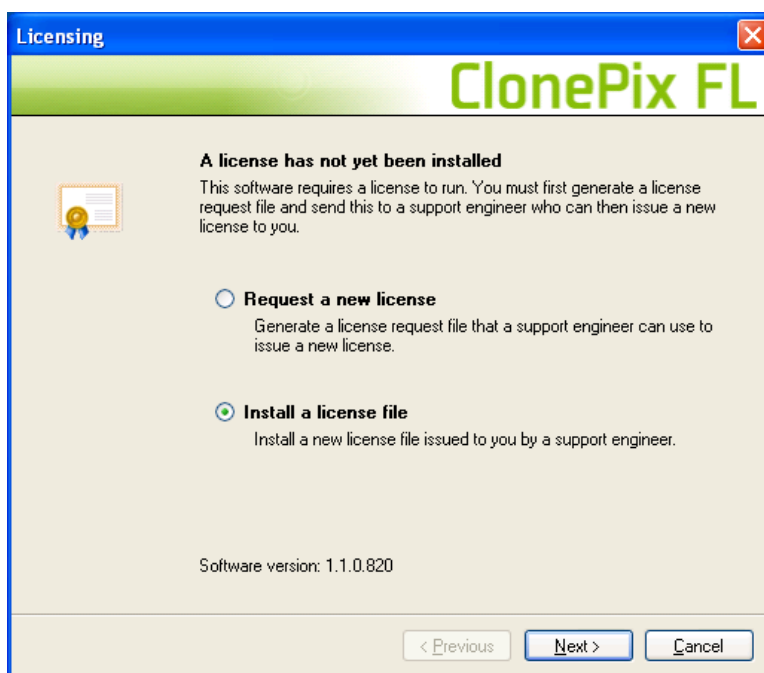 Licensing
ClonePix FL
A license has not yet been installed
This software requires a license to run. You must first generate a license
request file and send this to a support engineer who can then issue a new
license to you.
Request a new license
Generate a license request file that a support engineer can use to
issue a new license.
Install a license file
Install a new license file issued to you by a support engineer.
Software version: 1.1.0.820
< Previous
Next >
Cancel